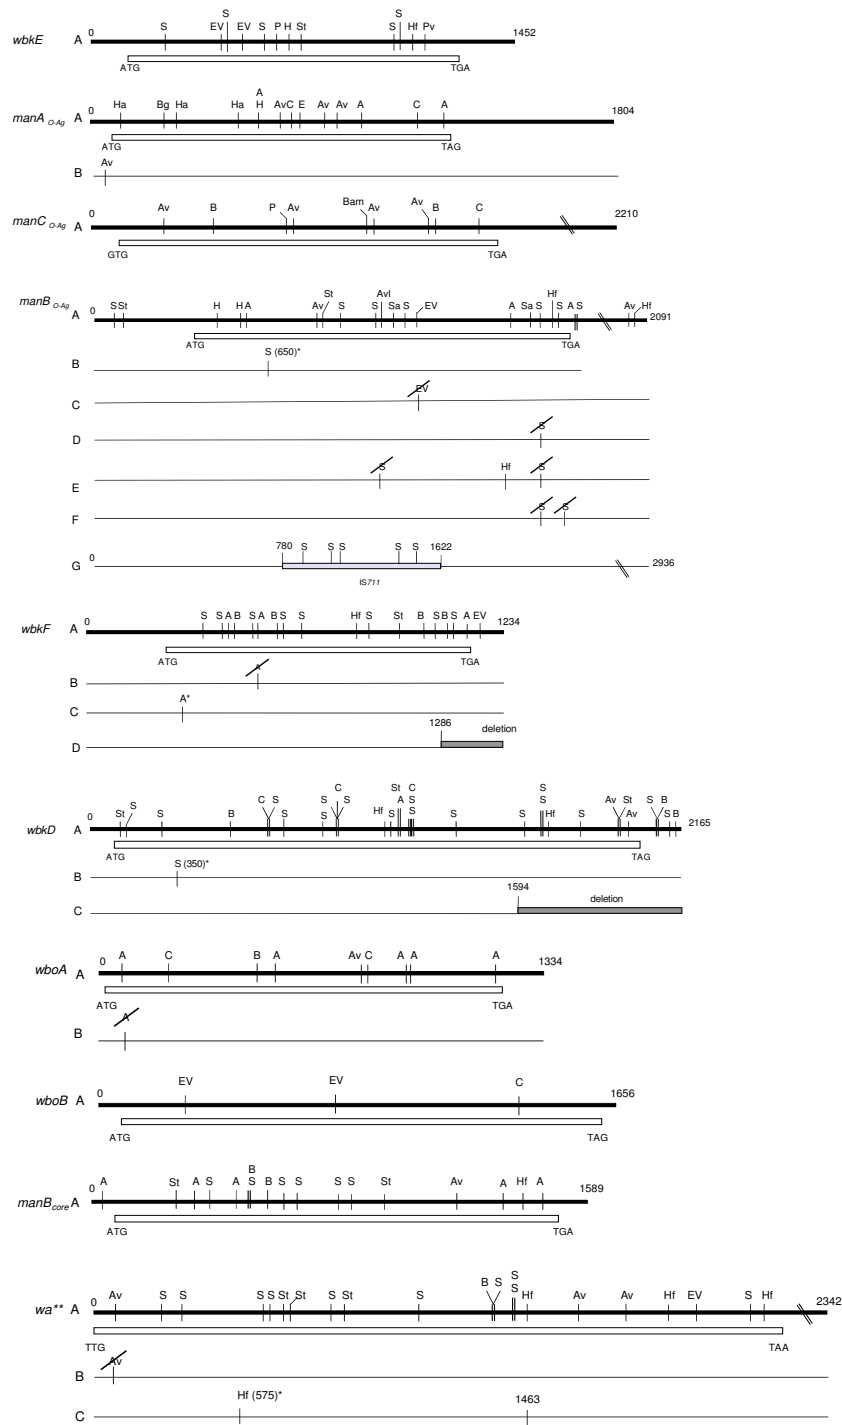 S S
EV EV S P H St S Hf Pv
wbkE A 0 1452
ATG TGA
A
Ha Bg Ha Ha H Av C E Av Av A C A
manA O-Ag A 0 1804
ATG TAG
B Av
Av B P Av Bam Av Av B C
manC O-Ag A 0 2210
GTG TGA
St AvI Hf
S St H H A Av S S Sa S EV A Sa S S A S Av Hf
manB O-Ag A 0 2091
ATG TGA
B S (650)*
C EV
D S
E S Hf S
F S S
G 0 780 S S S S S 1622 2936
IS711
S S A B S A B S S Hf S St B S B S A EV
wbkF A 0 1234
ATG TGA
B A
C A*
D 1286 deletion
C St C S
S C S S S A S S Av St S B
St S B S S S Hf S S S S Hf S Av S B
wbkD A 0 2165
ATG TAG
B S (350)*
C 1594 deletion
A C B A Av C A A A
wboA A 0 1334
ATG TGA
B A
EV EV C
wboB A 0 1656
ATG TAG
B
A St A S A S B S S S S St Av A Hf A
manBcore A 0 1589
ATG TGA
B S S
Av S S S S St St S St S S Hf Av Av Hf EV S Hf
wa** A 0 2342
TTG TAA
B Av
C Hf (575)* 1463